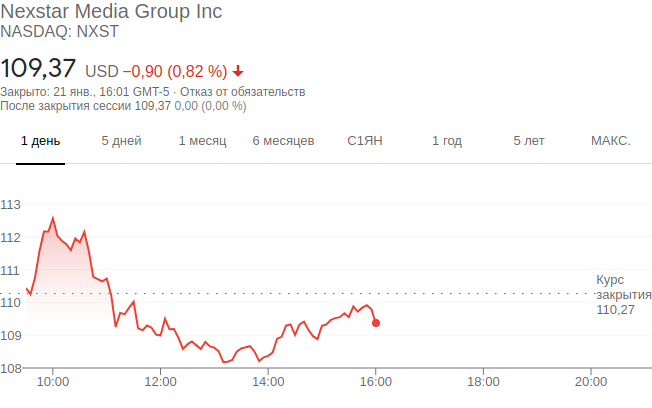 Nexstar Media Group Inc
NASDAQ: NXST
109,37 USD −0,90 (0,82 %)
Закрыто: 21 янв., 16:01 GMT-5 · Отказ от обязательств
После закрытия сессии 109,37 0,00 (0,00 %)
1 день 5 дней 1 месяц 6 месяцев С1ЯН 1 год 5 лет МАКС.
113
112
111
Курс
закрытия
110,27
110
109
108
10:00 12:00 14:00 16:00 18:00 20:00